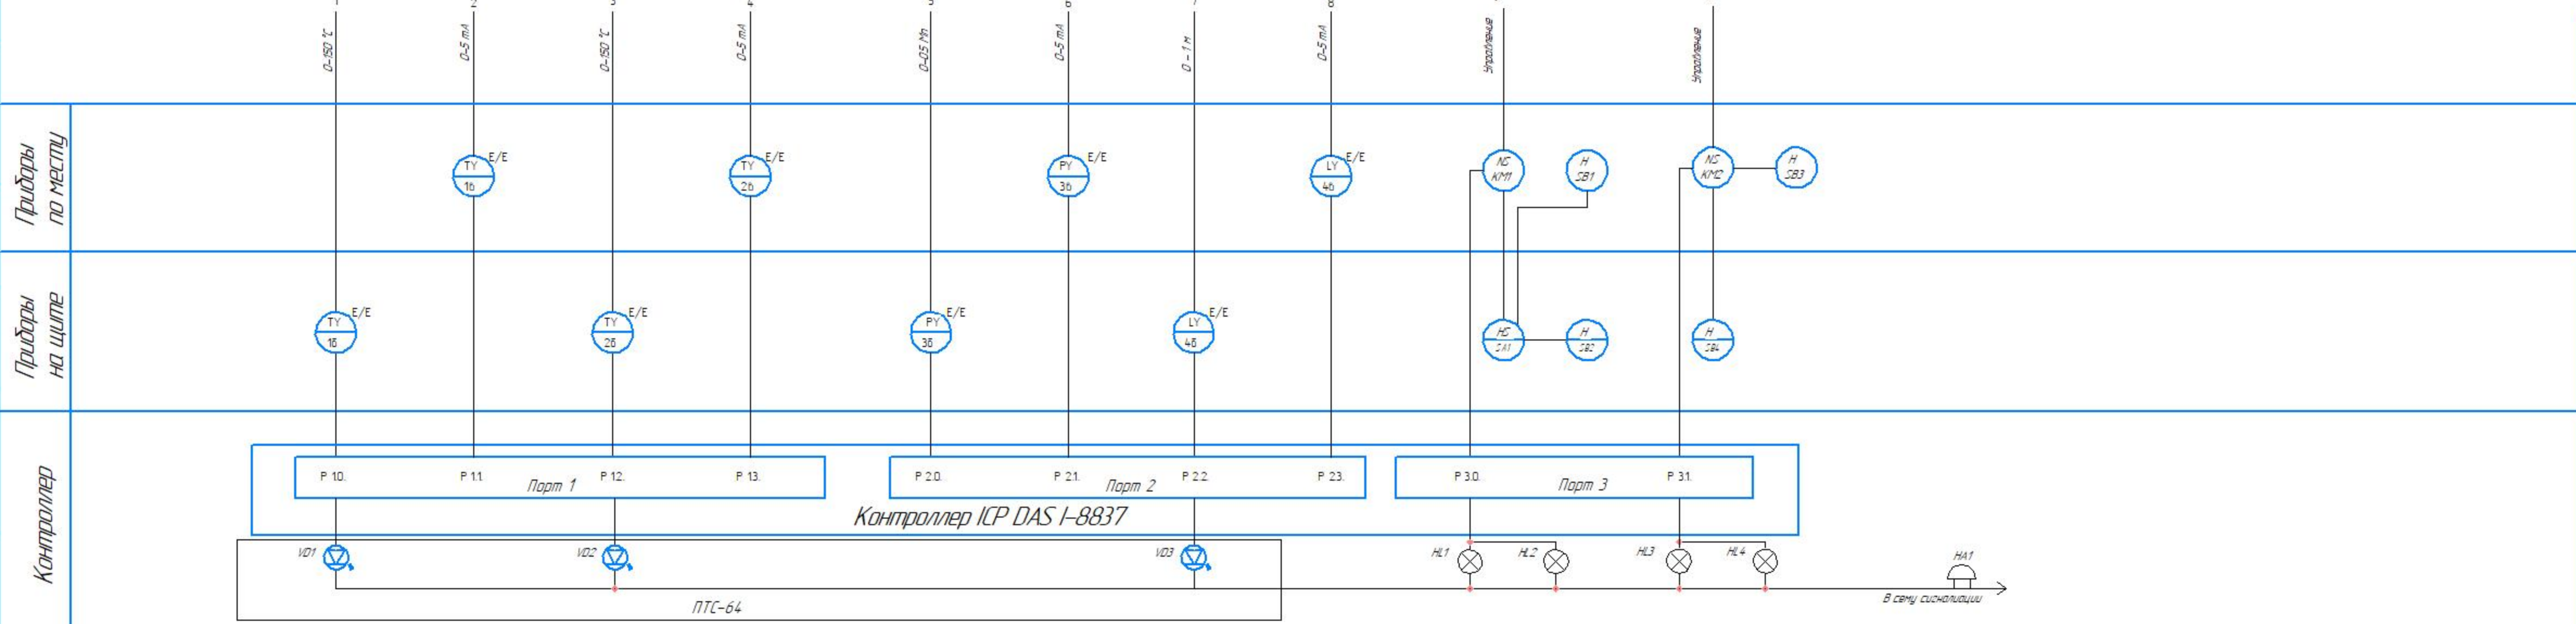 1 2 3 4 5 6 7 8
0-150 °C
0-5 mA
0-150 °C
0-5 mA
0-0,5 Мп
0-5 mA
0 - 1 м
0-5 mA
Управление
Управление
Приборы
по месту
TY
1б
E/E
TY
2б
E/E
PY
3б
E/E
LY
4б
E/E
NS
KM1
H
SB1
NS
KM2
H
SB3
Приборы
на щите
TY
1б
E/E
TY
2б
E/E
PY
3б
E/E
LY
4б
E/E
HS
SA1
H
SB2
H
SB4
Контроллер
P 1.0.
P 1.1.
P 1.2.
P 1.3.
Порт 1
P 2.0.
P 2.1.
P 2.2.
P 2.3.
Порт 2
P 3.0.
P 3.1.
Порт 3
Контроллер ICP DAS I-8837
VD1
VD2
VD3
HL1
HL2
HL3
HL4
HA1
ПТС-64
В сему сигналиации